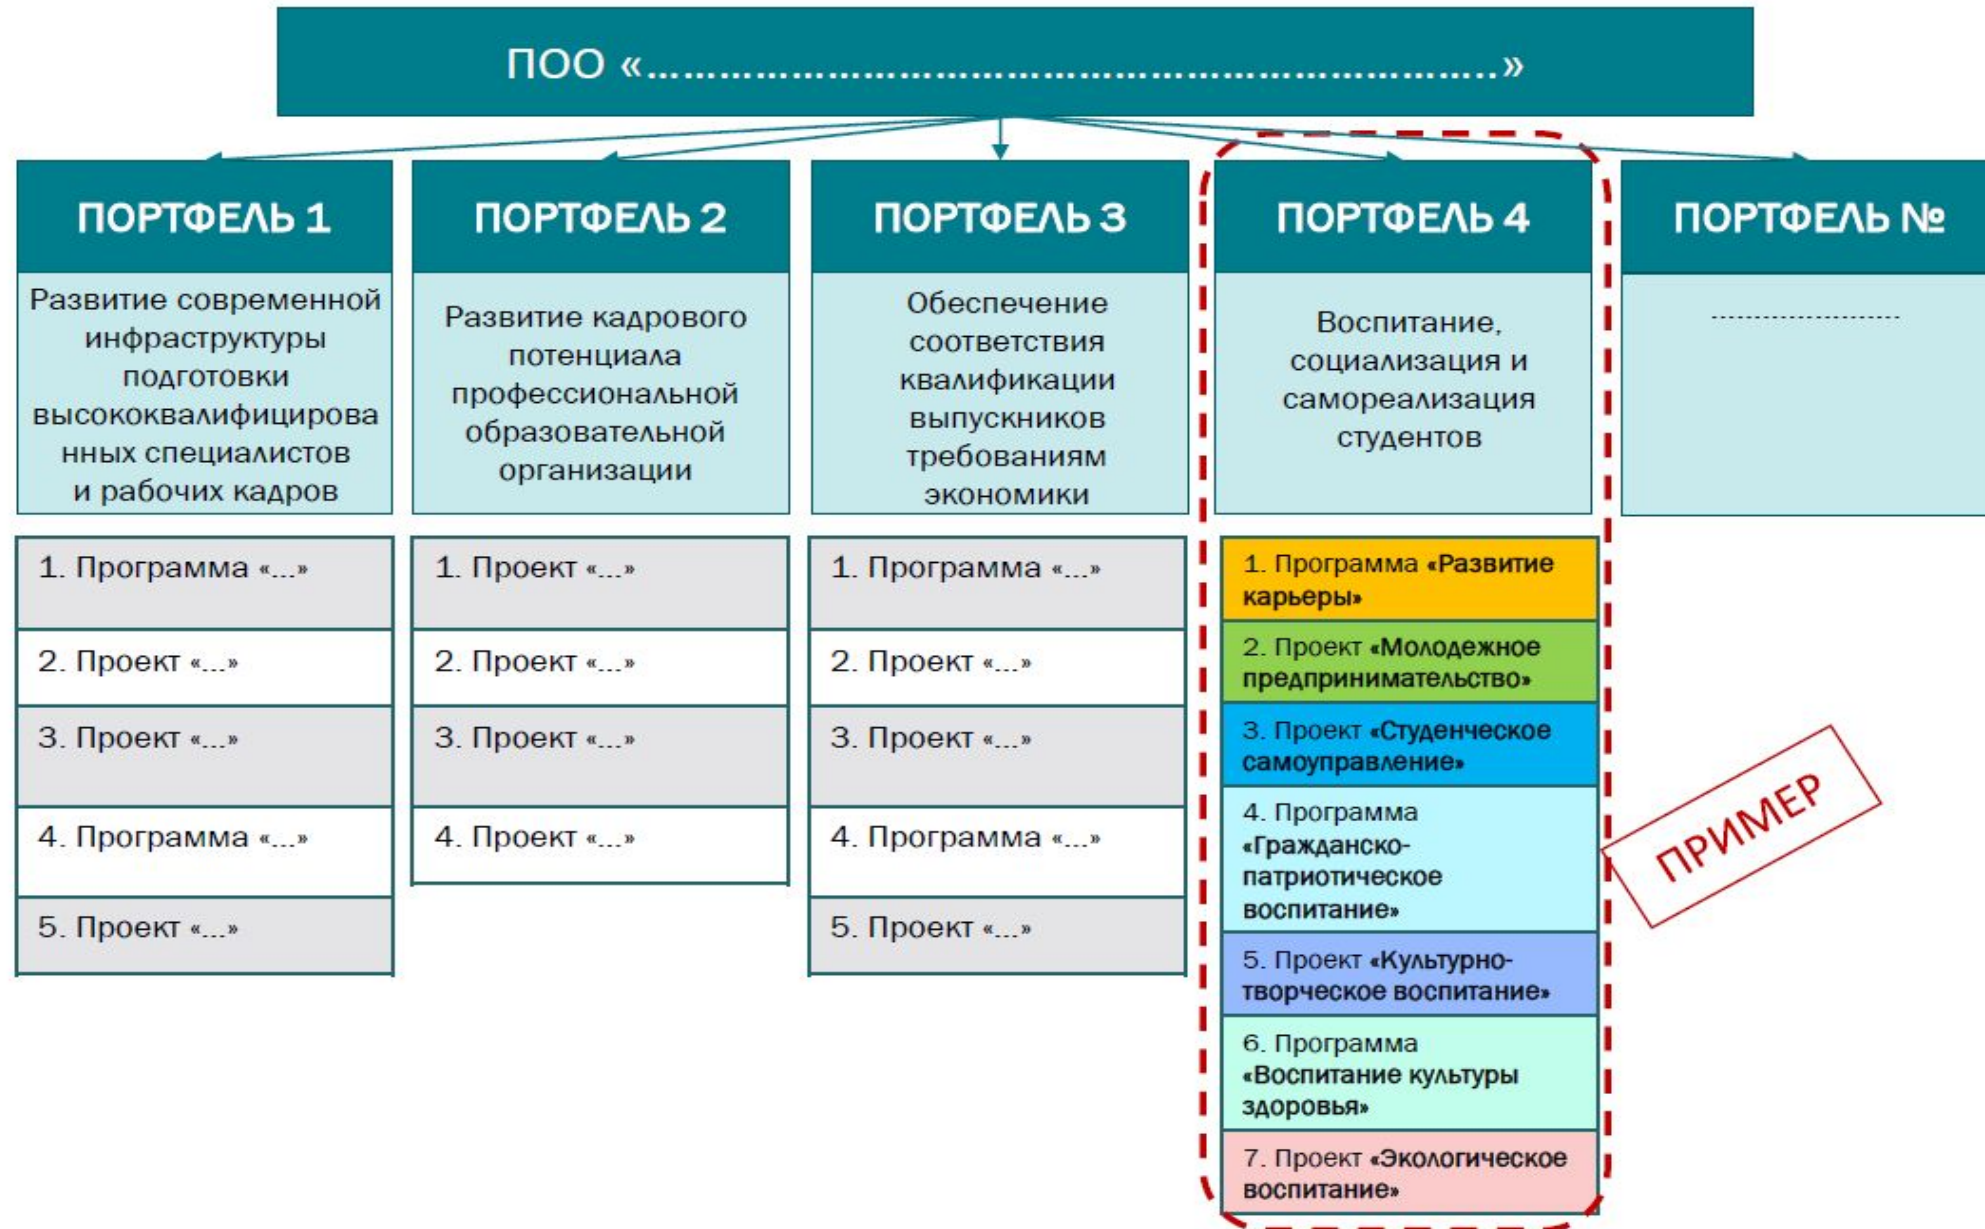 ПОО «……………………………………………………………..»
ПОРТФЕЛЬ 1
Развитие современной
инфраструктуры
подготовки
высококвалифицирова
нных специалистов
и рабочих кадров
1. Программа «...»
2. Проект «...»
3. Проект «...»
4. Программа «...»
5. Проект «...»
ПОРТФЕЛЬ 2
Развитие кадрового
потенциала
профессиональной
образовательной
организации
1. Проект «...»
2. Проект «...»
3. Проект «...»
4. Проект «...»
ПОРТФЕЛЬ 3
Обеспечение
соответствия
квалификации
выпускников
требованиям
экономики
1. Программа «...»
2. Проект «...»
3. Проект «...»
4. Программа «...»
5. Проект «...»
ПОРТФЕЛЬ 4
Воспитание,
социализация и
самореализация
студентов
1. Программа «Развитие
карьеры»
2. Проект «Молодежное
предпринимательство»
3. Проект «Студенческое
самоуправление»
4. Программа
«Гражданско-
патриотическое
воспитание»
5. Проект «Культурно-
творческое воспитание»
6. Программа
«Воспитание культуры
здоровья»
7. Проект «Экологическое
воспитание»
ПОРТФЕЛЬ №
.....................
ПРИМЕР